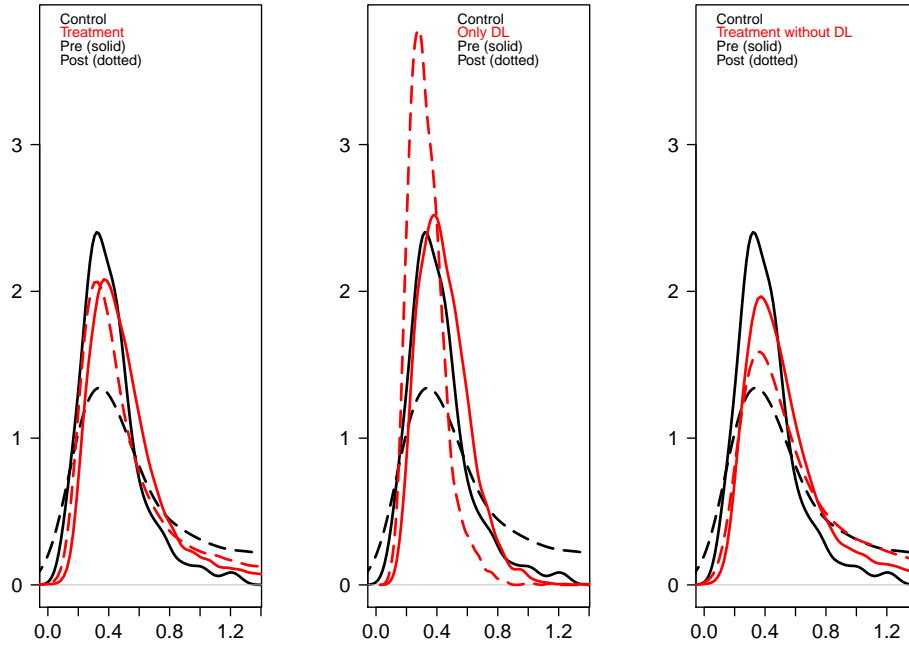 Control
Treatment
Pre (solid)
Post (dotted)
3
2
1
0
0.0 0.4 0.8 1.2
Control
Only DL
Pre (solid)
Post (dotted)
3
2
1
0
0.0 0.4 0.8 1.2
Control
Treatment without DL
Pre (solid)
Post (dotted)
3
2
1
0
0.0 0.4 0.8 1.2